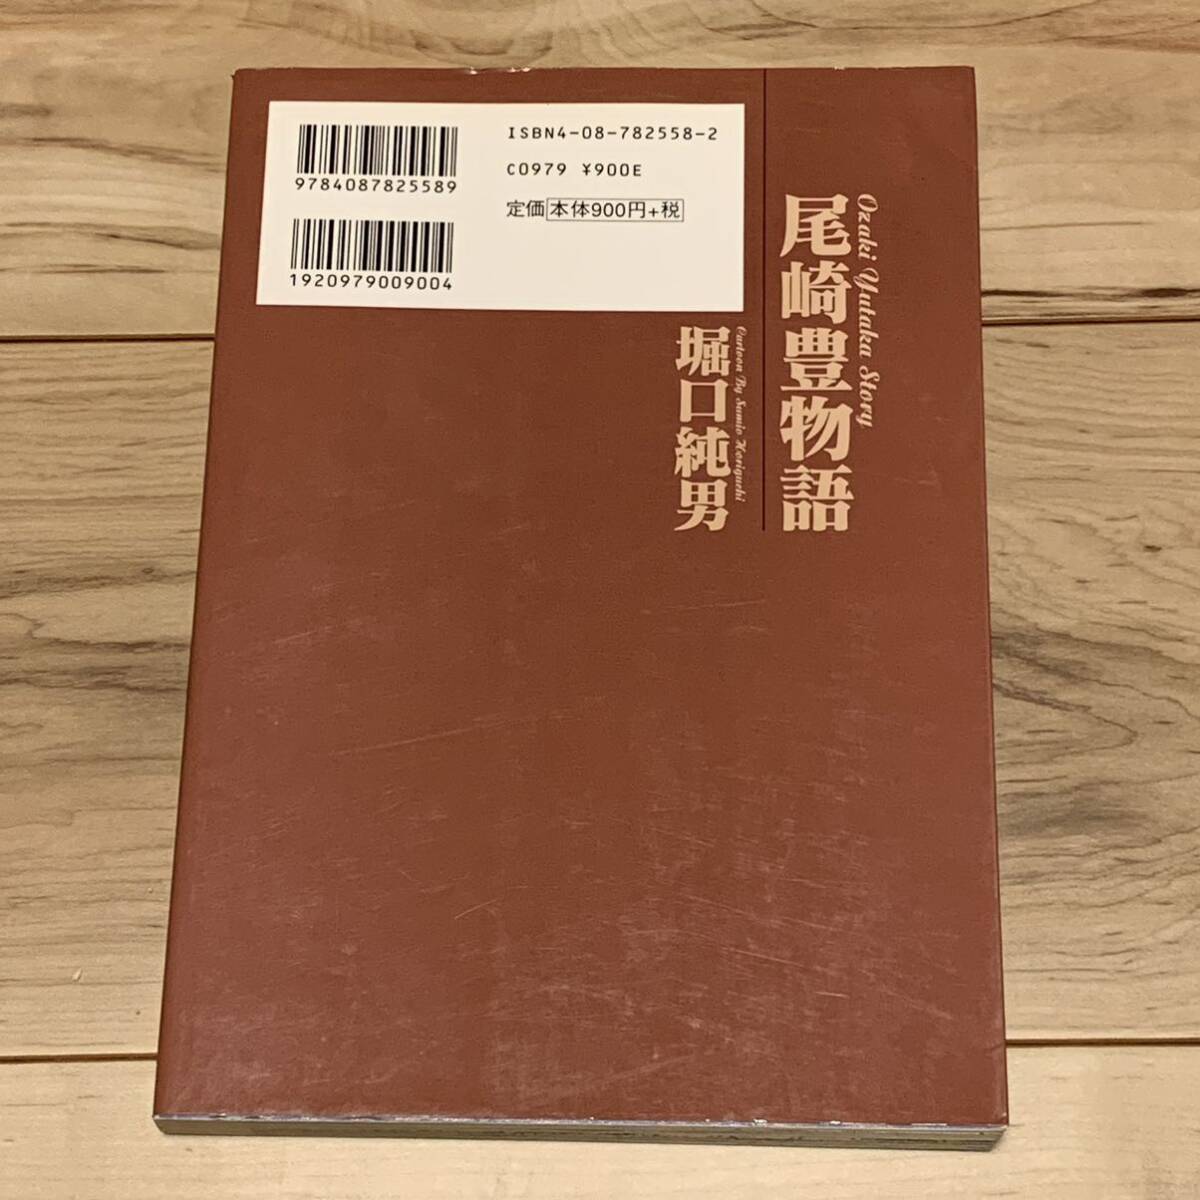 ISBN4-08-782558-2
C0979 ¥900E
定価 本体900円+税
9784087825589
1920979009004
尾崎豊物語
Ozaki Yutaka Story
堀口純男
Cartoon By Sumio Horiguchi